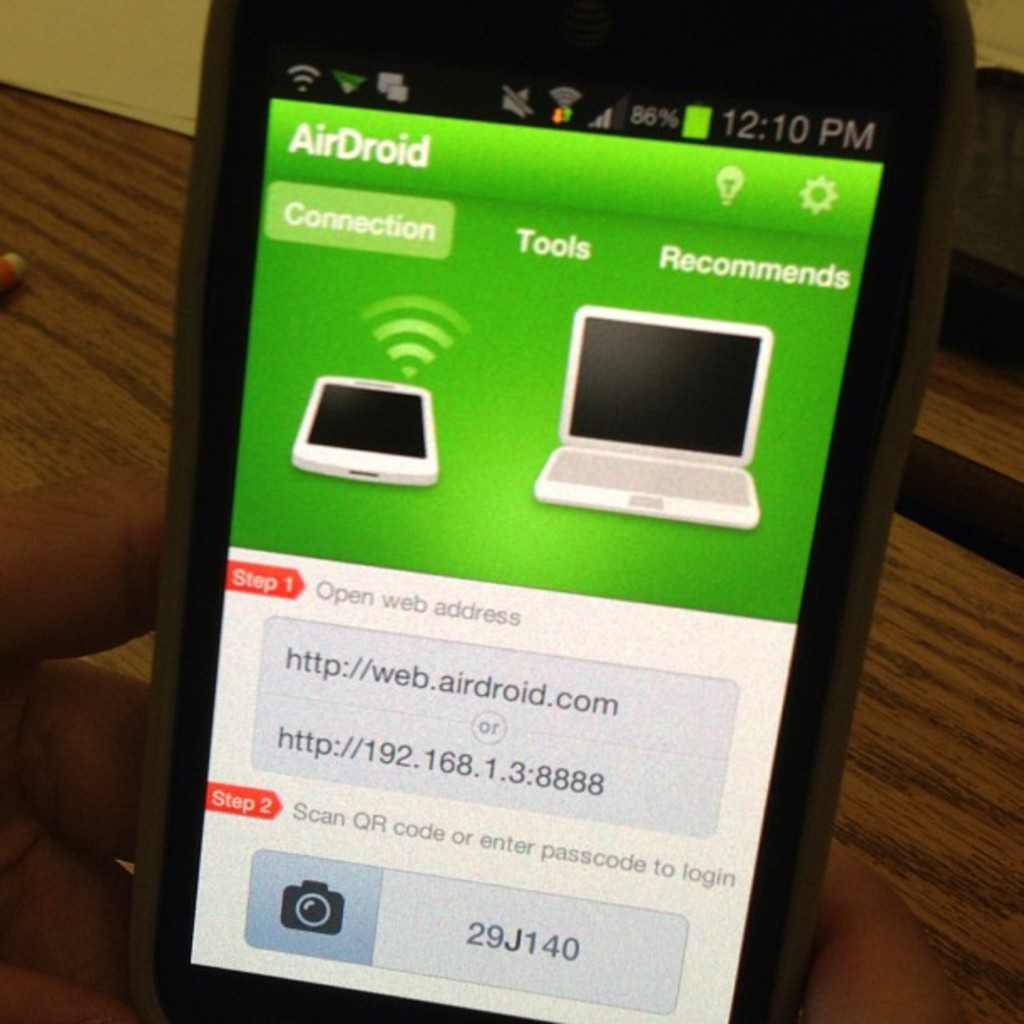 86% 12:10 PM
AirDroid
Connection Tools Recommends
Step 1 Open web address
http://web.airdroid.com
or
http://192.168.1.3:8888
Step 2 Scan QR code or enter passcode to login
29J140